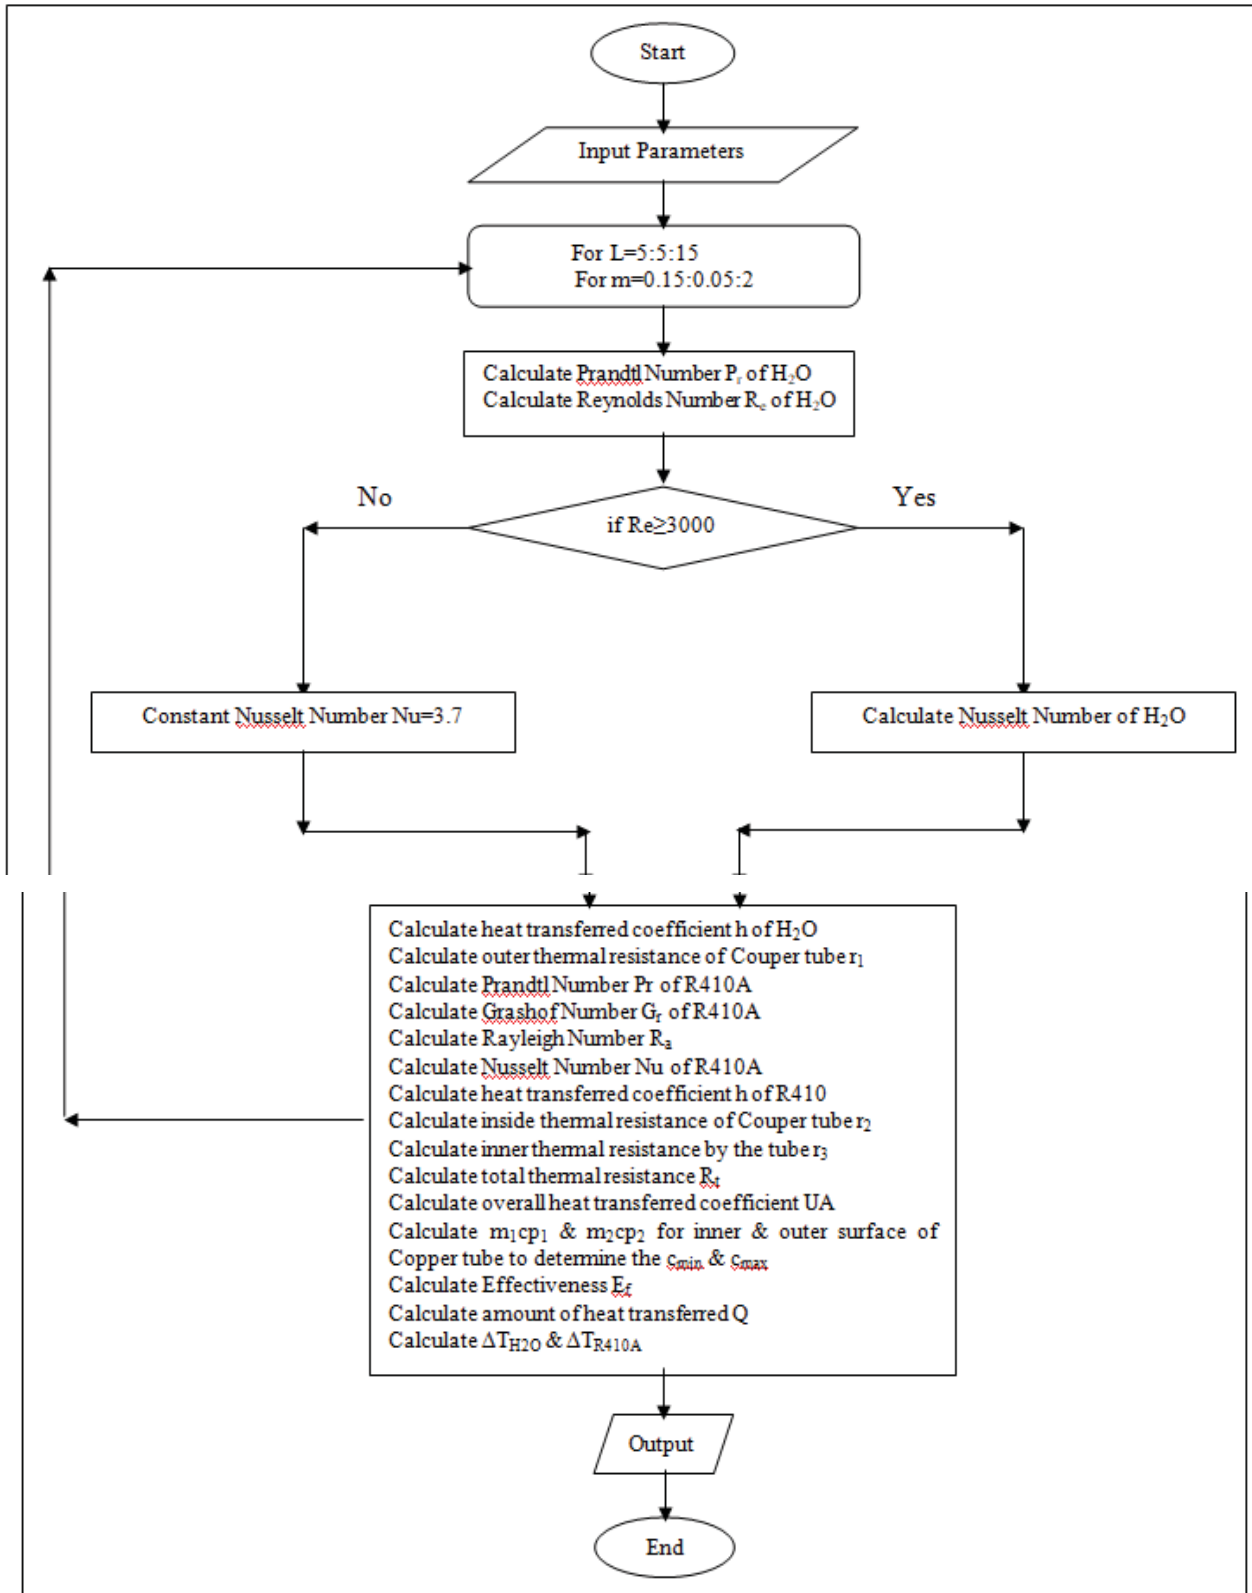 Start
Input Parameters
For L=5:5:15
For m=0.15:0.05:2
Calculate Prandtl Number Pᵣ of H₂O
Calculate Reynolds Number Rₑ of H₂O
No
Yes
if Re≥3000
Constant Nusselt Number Nu=3.7
Calculate Nusselt Number of H₂O
Calculate heat transferred coefficient h of H₂O
Calculate outer thermal resistance of Couper tube r₁
Calculate Prandtl Number Pr of R410A
Calculate Grashof Number Gᵣ of R410A
Calculate Rayleigh Number Rₐ
Calculate Nusselt Number Nu of R410A
Calculate heat transferred coefficient h of R410
Calculate inside thermal resistance of Couper tube r₂
Calculate inner thermal resistance by the tube r₃
Calculate total thermal resistance Rₜ
Calculate overall heat transferred coefficient UA
Calculate m₁cp₁ & m₂cp₂ for inner & outer surface of
Copper tube to determine the cmin & cmax
Calculate Effectiveness Ef
Calculate amount of heat transferred Q
Calculate ΔTH2O & ΔTR410A
Output
End